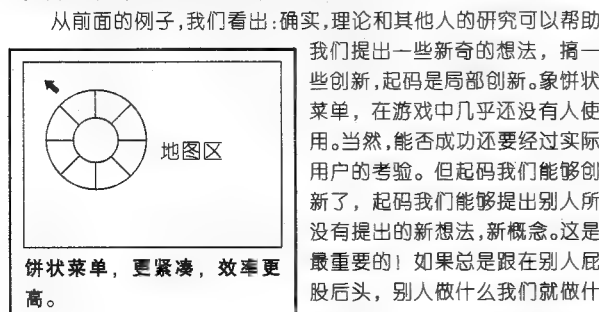 从前面的例子,我们看出:确实,理论和其他人的研究可以帮助
我们提出一些新奇的想法，搞一
些创新,起码是局部创新。象饼状
菜单，在游戏中几乎还没有人使
用。当然,能否成功还要经过实际
用户的考验。但起码我们能够创
新了，起码我们能够提出别人所
没有提出的新想法,新概念。这是
最重要的！如果总是跟在别人屁
股后头，别人做什么我们就做什
地图区
饼状菜单，更紧凑，效率更
高。